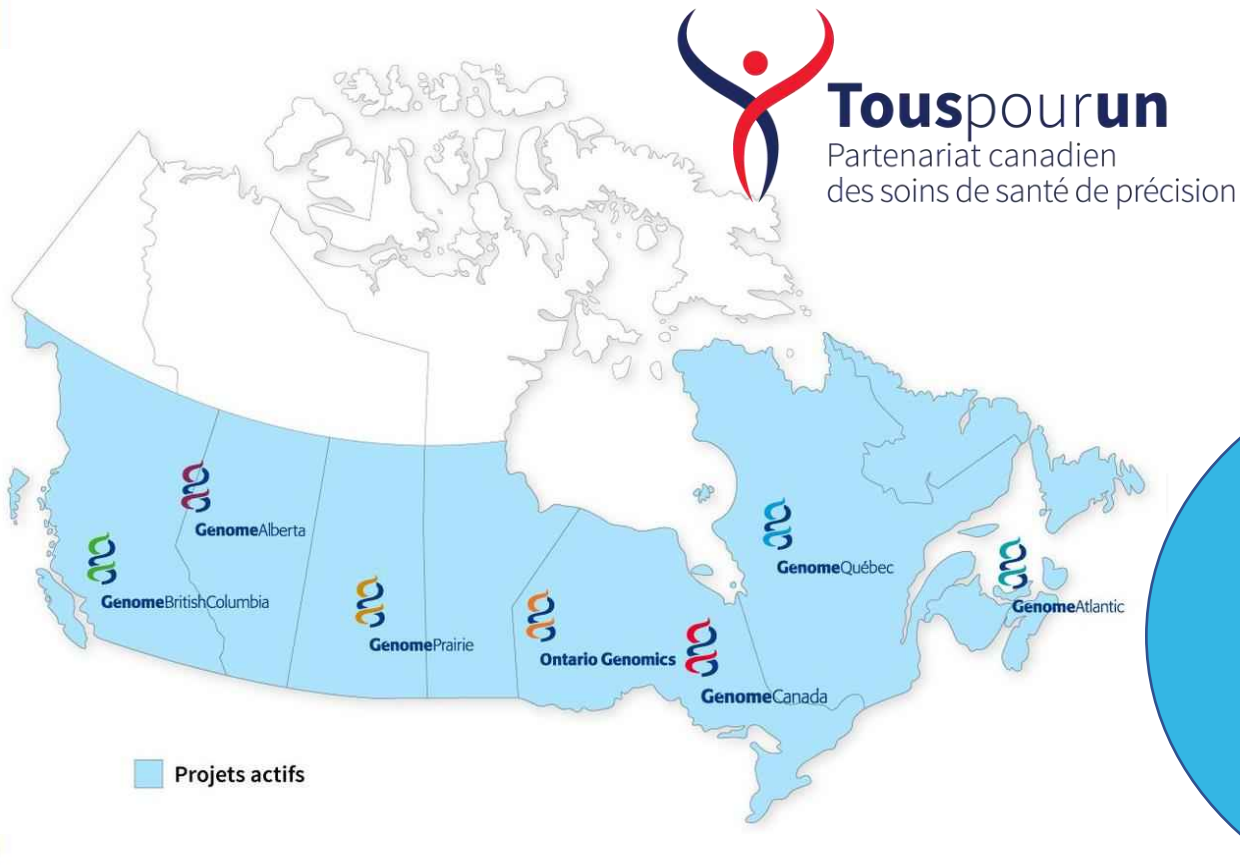 Touspourun
Partenariat canadien
des soins de santé de précision
GenomeAlberta
GenomeBritishColumbia
GenomePrairie
Ontario Genomics
GenomeCanada
GenomeQuébec
GenomeAtlantic
Projets actifs